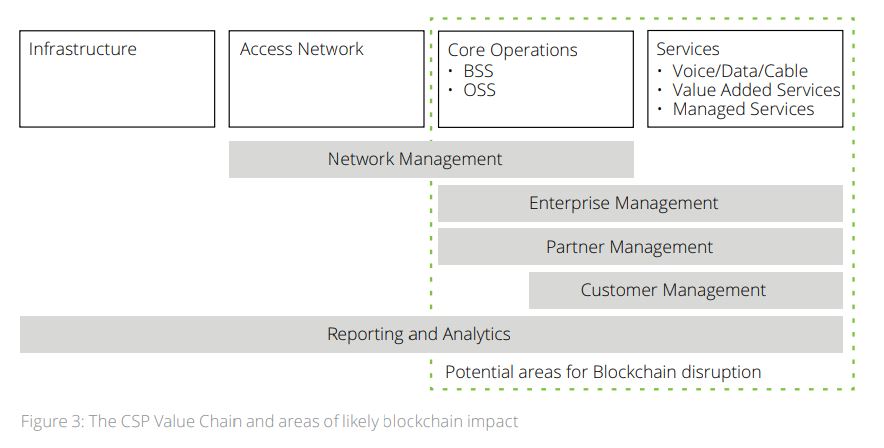 Infrastructure
Access Network
Core Operations
• BSS
• OSS
Services
• Voice/Data/Cable
• Value Added Services
• Managed Services
Network Management
Enterprise Management
Partner Management
Customer Management
Reporting and Analytics
Potential areas for Blockchain disruption
Figure 3: The CSP Value Chain and areas of likely blockchain impact